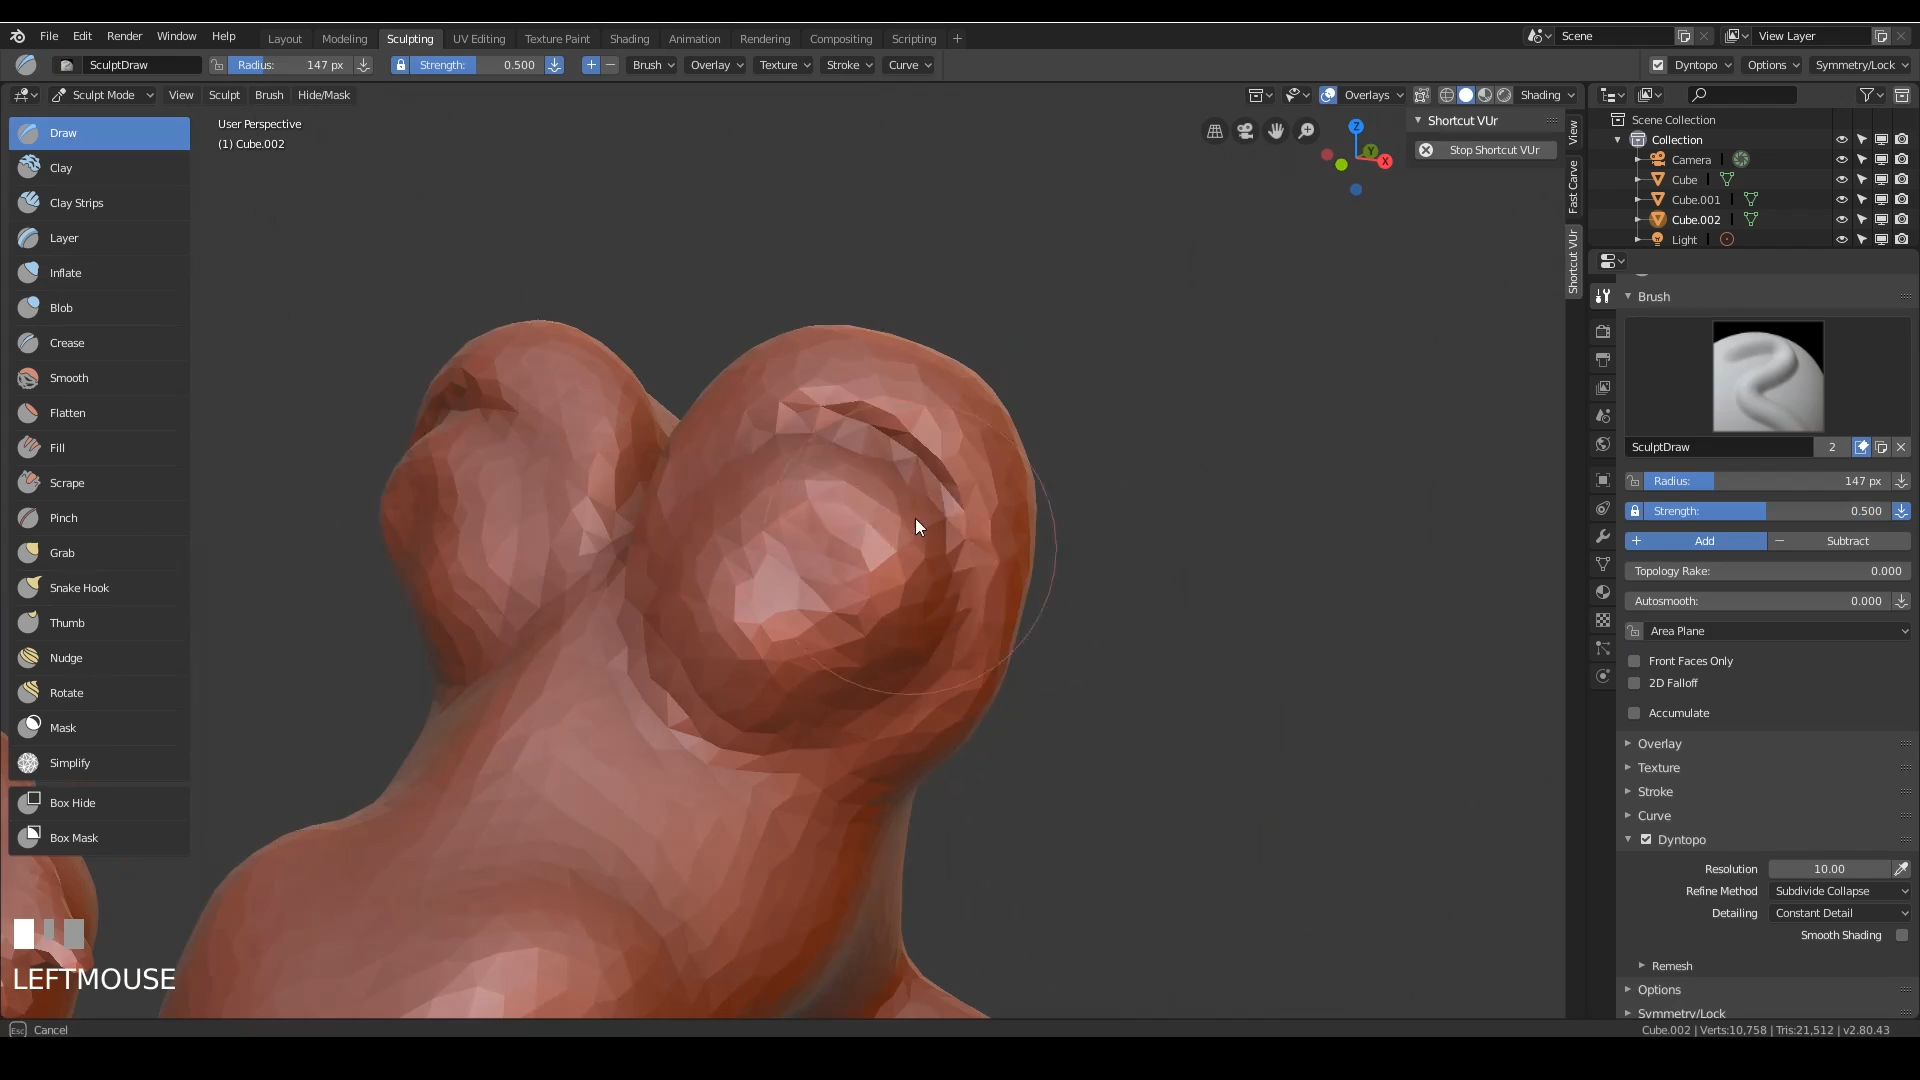 File Edit Render Window Help Layout Modeling Sculpting UV Editing Texture Paint Shading Animation Rendering Compositing Scripting + Scene View Layer
SculptDraw Radius: 147 px Strength: 0.500 Brush Overlay Texture Stroke Curve Dyntopo Options Symmetry/Lock
Sculpt Mode View Sculpt Brush Hide/Mask Overlays Shading
User Perspective
(1) Cube.002
Draw
Clay
Clay Strips
Layer
Inflate
Blob
Crease
Smooth
Flatten
Fill
Scrape
Pinch
Grab
Snake Hook
Thumb
Nudge
Rotate
Mask
Simplify
Box Hide
Box Mask
LEFTMOUSE
Esc Cancel
Z
Y
X
Shortcut VUr
Stop Shortcut VUr
View
Fast Carve
Shortcut VUr
Scene Collection
Collection
Camera
Cube
Cube.001
Cube.002
Light
Brush
SculptDraw 2
Radius: 147 px
Strength: 0.500
Add Subtract
Topology Rake: 0.000
Autosmooth: 0.000
Area Plane
Front Faces Only
2D Falloff
Accumulate
Overlay
Texture
Stroke
Curve
Dyntopo
Resolution 10.00
Refine Method Subdivide Collapse
Detailing Constant Detail
Smooth Shading
Remesh
Options
Symmetry/Lock
Cube.002 | Verts:10,758 | Tris:21,512 | v2.80.43